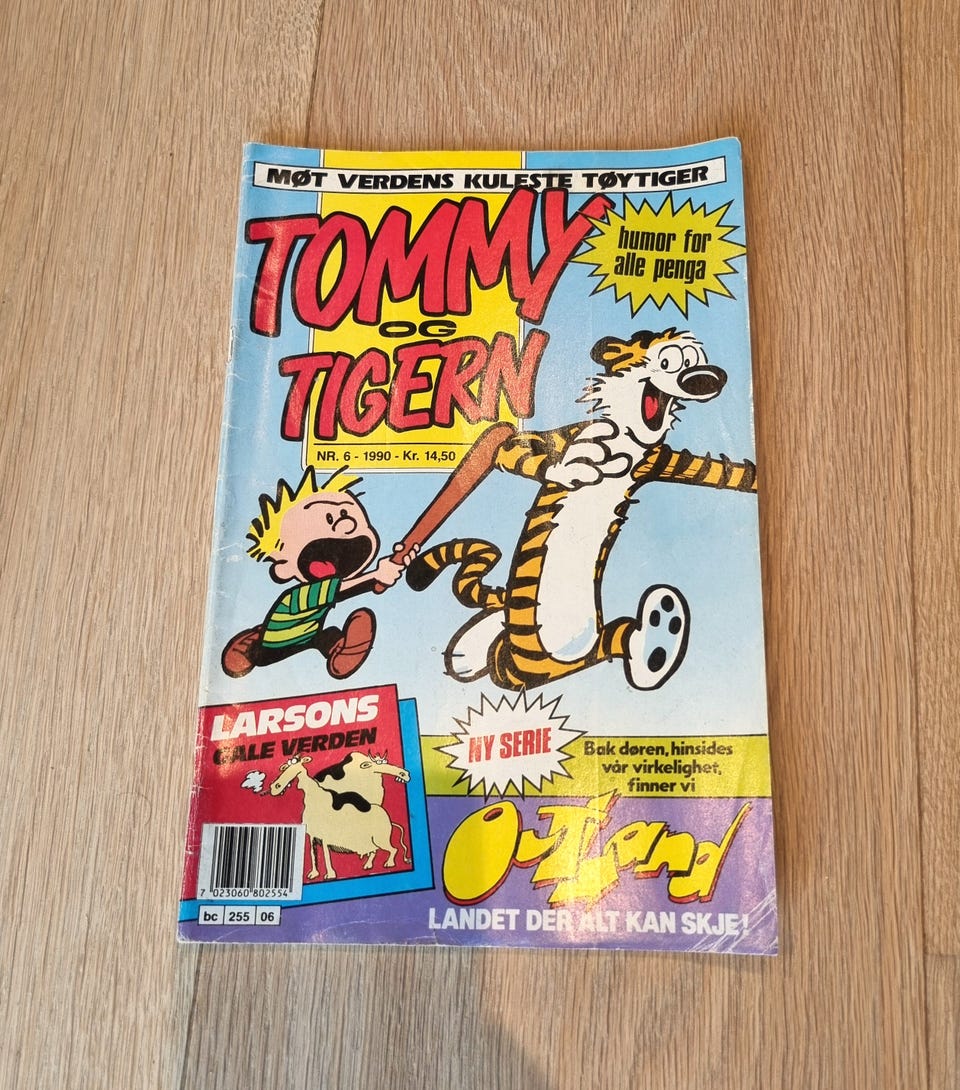 MØT VERDENS KULESTE TØYTIGER
TOMMY
OG
TIGERN
humor for
alle penga
NR. 6 - 1990 - Kr. 14,50
LARSONS
GALE VERDEN
NY SERIE
Bak døren, hinsides
vår virkelighet,
finner vi
OUTLand
LANDET DER ALT KAN SKJE!
7 023060 802554
bc 255 06